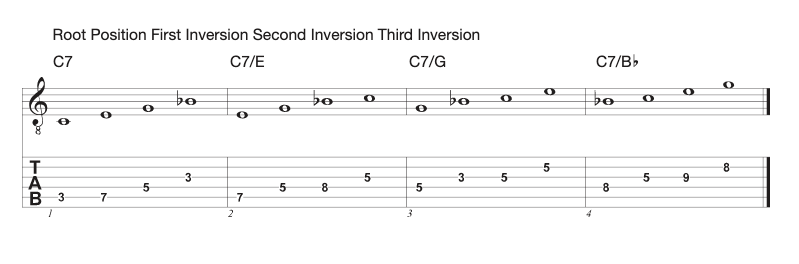 Root Position First Inversion Second Inversion Third Inversion
C7 C7/E C7/G C7/B♭
8
T
A
B
3 7 5 3 7 5 8 5 5 3 5 5 8 5 9 8
1 2 3 4